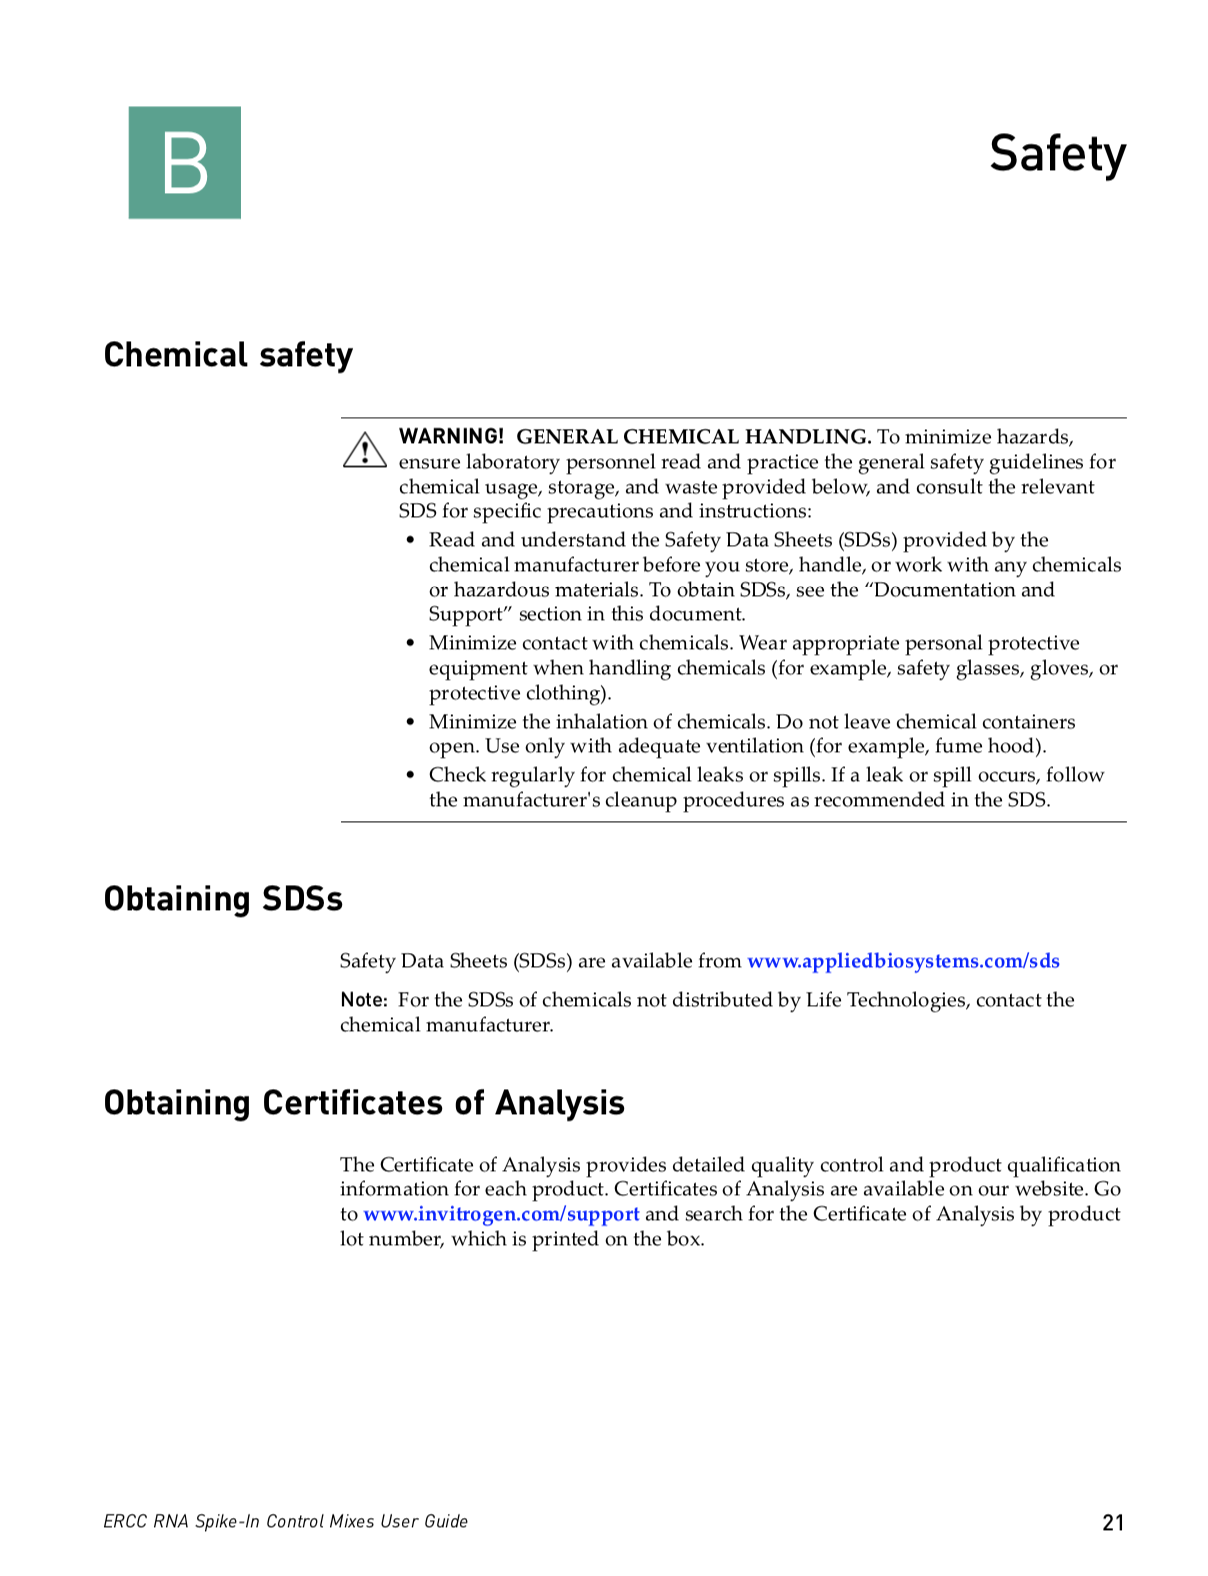 B
Safety
Chemical safety
WARNING! GENERAL CHEMICAL HANDLING. To minimize hazards,
ensure laboratory personnel read and practice the general safety guidelines for
chemical usage, storage, and waste provided below, and consult the relevant
SDS for specific precautions and instructions:
• Read and understand the Safety Data Sheets (SDSs) provided by the
chemical manufacturer before you store, handle, or work with any chemicals
or hazardous materials. To obtain SDSs, see the “Documentation and
Support” section in this document.
• Minimize contact with chemicals. Wear appropriate personal protective
equipment when handling chemicals (for example, safety glasses, gloves, or
protective clothing).
• Minimize the inhalation of chemicals. Do not leave chemical containers
open. Use only with adequate ventilation (for example, fume hood).
• Check regularly for chemical leaks or spills. If a leak or spill occurs, follow
the manufacturer's cleanup procedures as recommended in the SDS.
Obtaining SDSs
Safety Data Sheets (SDSs) are available from www.appliedbiosystems.com/sds
Note: For the SDSs of chemicals not distributed by Life Technologies, contact the
chemical manufacturer.
Obtaining Certificates of Analysis
The Certificate of Analysis provides detailed quality control and product qualification
information for each product. Certificates of Analysis are available on our website. Go
to www.invitrogen.com/support and search for the Certificate of Analysis by product
lot number, which is printed on the box.
ERCC RNA Spike-In Control Mixes User Guide
21